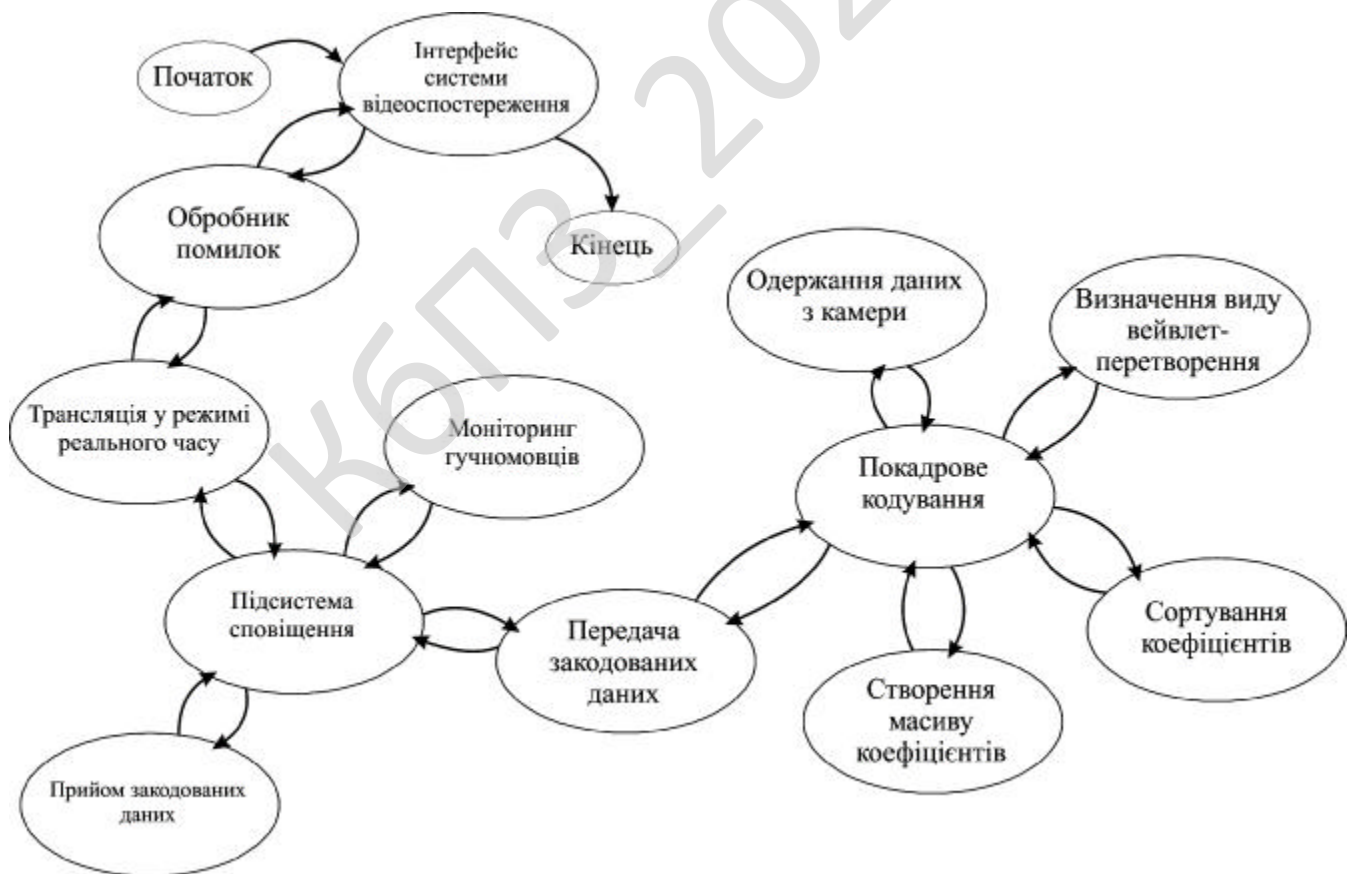 Початок
Інтерфейс
системи
відеоспостереження
Обробник
помилок
Кінець
Одержання даних
з камери
Визначення виду
вейвлет-
перетворення
Трансляція у режимі
реального часу
Моніторинг
гучномовців
Покадрове
кодування
Підсистема
сповіщення
Передача
закодованих
даних
Сортування
коефіцієнтів
Створення
масиву
коефіцієнтів
Прийом закодованих
даних